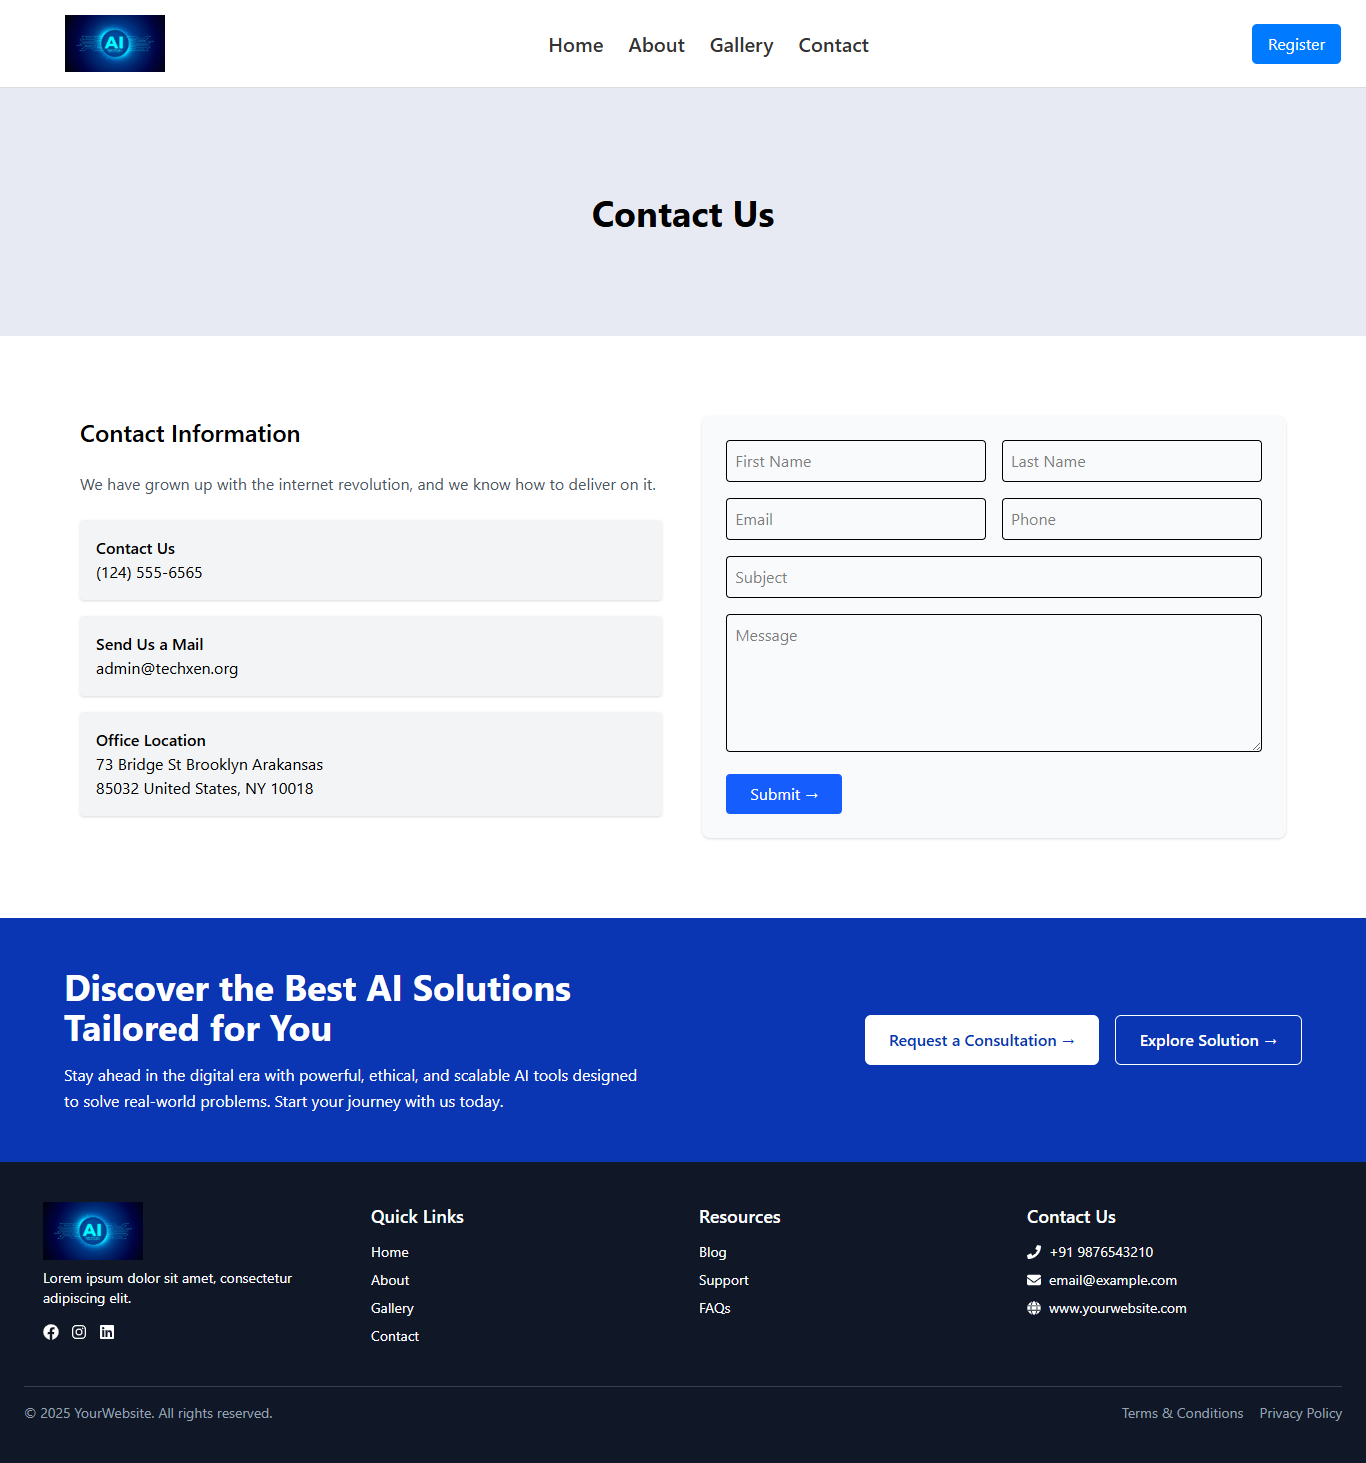 AI
Home
About
Gallery
Contact
Register
Contact Us
Contact Information
We have grown up with the internet revolution, and we know how to deliver on it.
Contact Us
(124) 555-6565
Send Us a Mail
admin@techxen.org
Office Location
73 Bridge St Brooklyn Arakansas
85032 United States, NY 10018
First Name
Last Name
Email
Phone
Subject
Message
Submit →
Discover the Best AI Solutions
Tailored for You
Stay ahead in the digital era with powerful, ethical, and scalable AI tools designed
to solve real-world problems. Start your journey with us today.
Request a Consultation →
Explore Solution →
AI
Lorem ipsum dolor sit amet, consectetur
adipiscing elit.
Quick Links
Home
About
Gallery
Contact
Resources
Blog
Support
FAQs
Contact Us
+91 9876543210
email@example.com
www.yourwebsite.com
© 2025 YourWebsite. All rights reserved.
Terms & Conditions
Privacy Policy